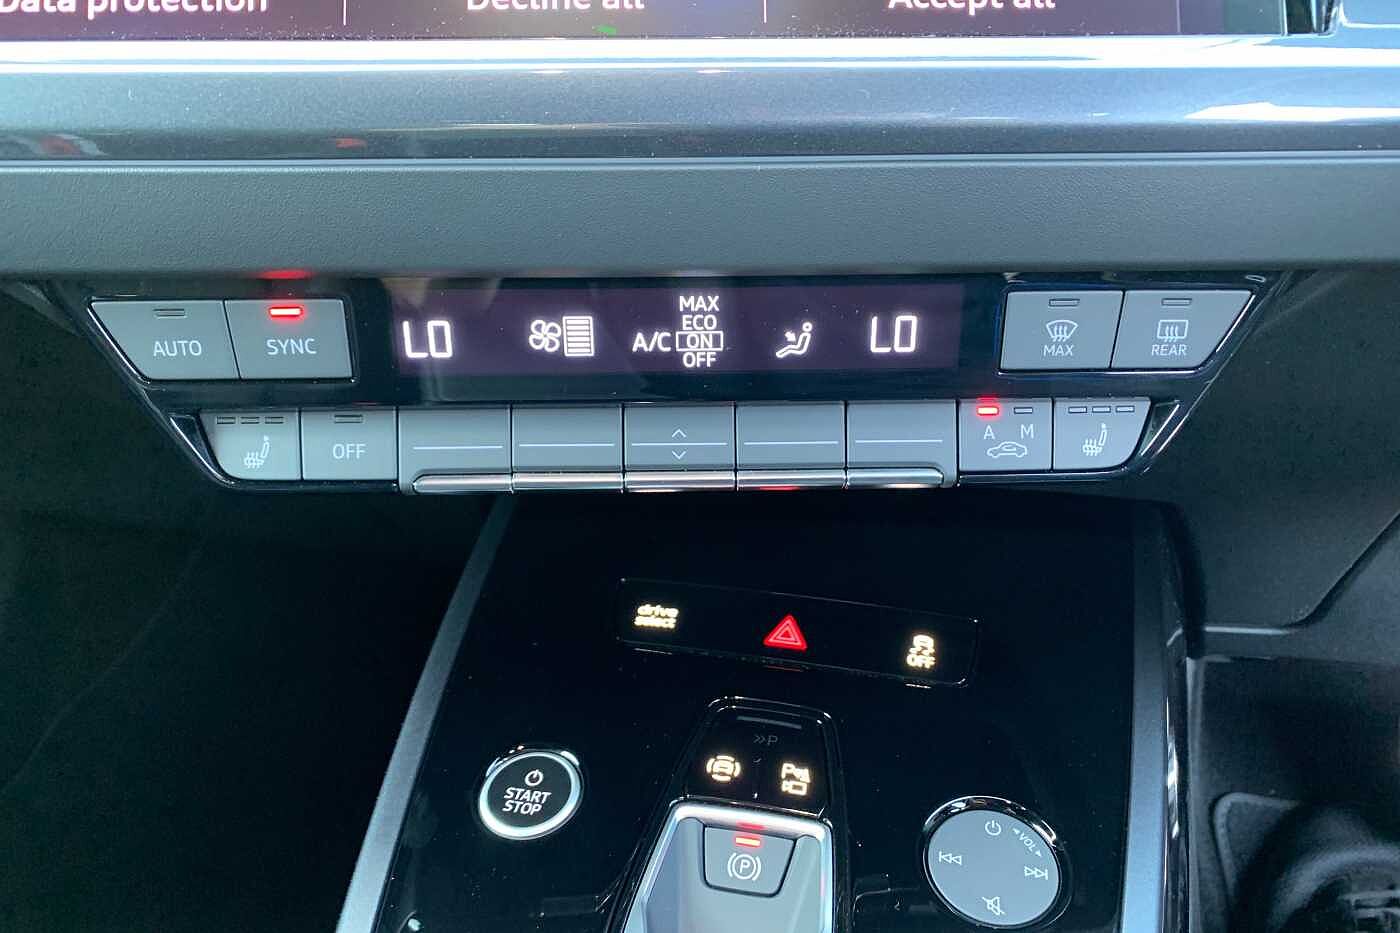 Data protection
Decline all
Accept all
MAX
ECO
LO
A/C ON
LO
OFF
AUTO
SYNC
MAX
REAR
OFF
A
M
drive
select
OFF
»P
P
START
STOP
VOL
P